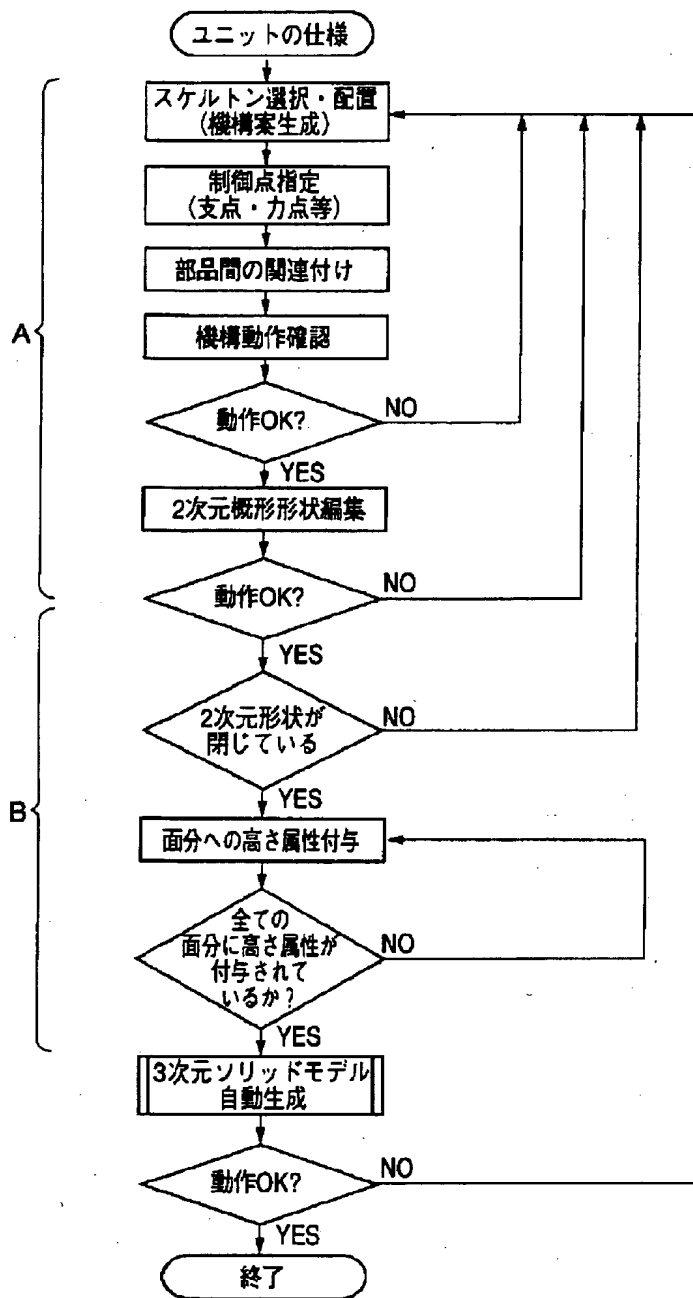 ユニットの仕様
スケルトン選択・配置
(機構案生成)
制御点指定
(支点・力点等)
部品間の関連付け
機構動作確認
動作OK?
NO
YES
2次元概形形状編集
動作OK?
NO
YES
2次元形状が
閉じている
NO
YES
面分への高さ属性付与
全ての
面分に高さ属性が
付与されて
いるか?
NO
YES
3次元ソリッドモデル
自動生成
動作OK?
NO
YES
終了
A
B